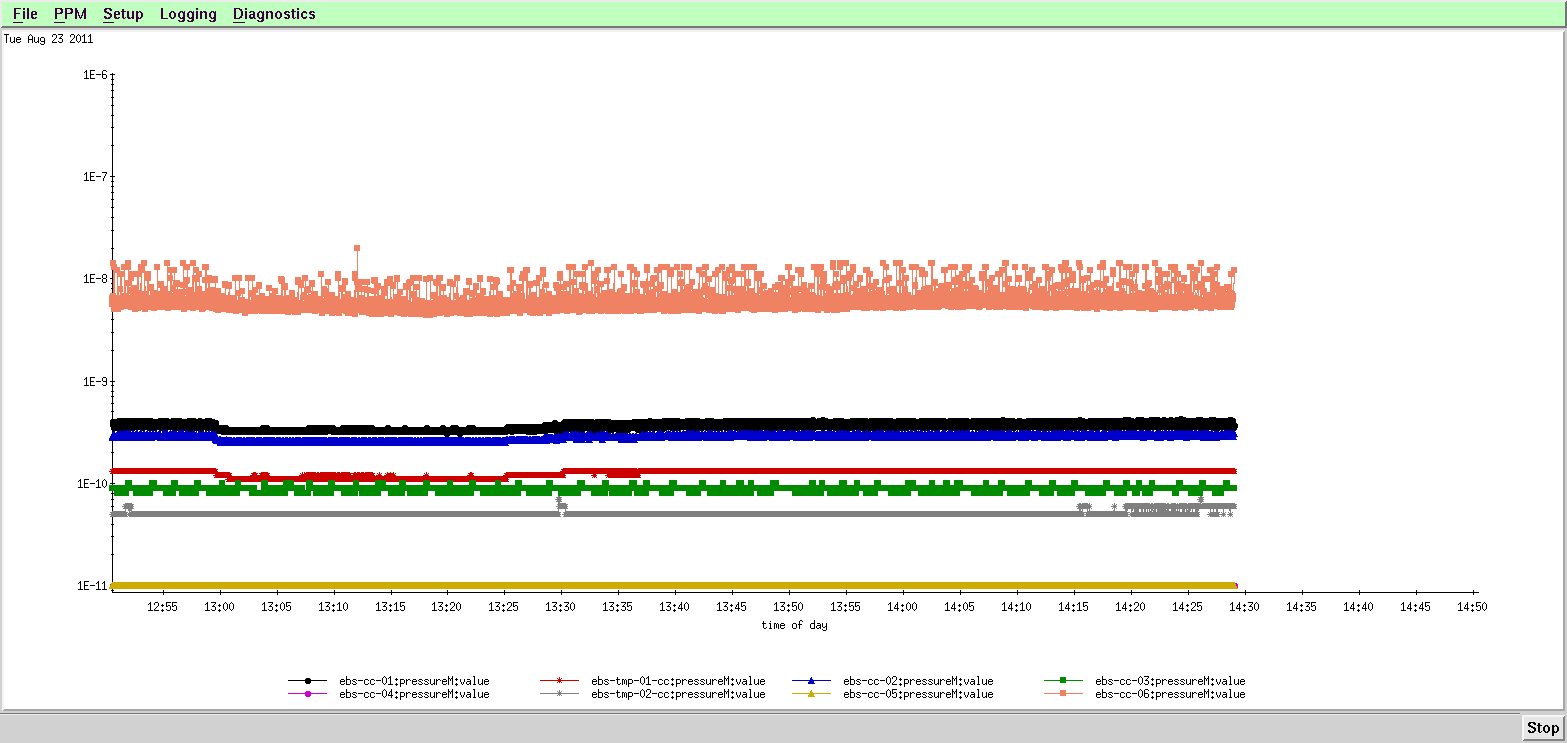 File PPM Setup Logging Diagnostics
Tue Aug 23 2011
1E-6
1E-7
1E-8
1E-9
1E-10
1E-11
12:55 13:00 13:05 13:10 13:15 13:20 13:25 13:30 13:35 13:40 13:45 13:50 13:55 14:00 14:05 14:10 14:15 14:20 14:25 14:30 14:35 14:40 14:45 14:50
time of day
ebs-cc-01:pressureM:value ebs-tmp-01-cc:pressureM:value ebs-cc-02:pressureM:value ebs-cc-03:pressureM:value
ebs-cc-04:pressureM:value ebs-tmp-02-cc:pressureM:value ebs-cc-05:pressureM:value ebs-cc-06:pressureM:value
Stop